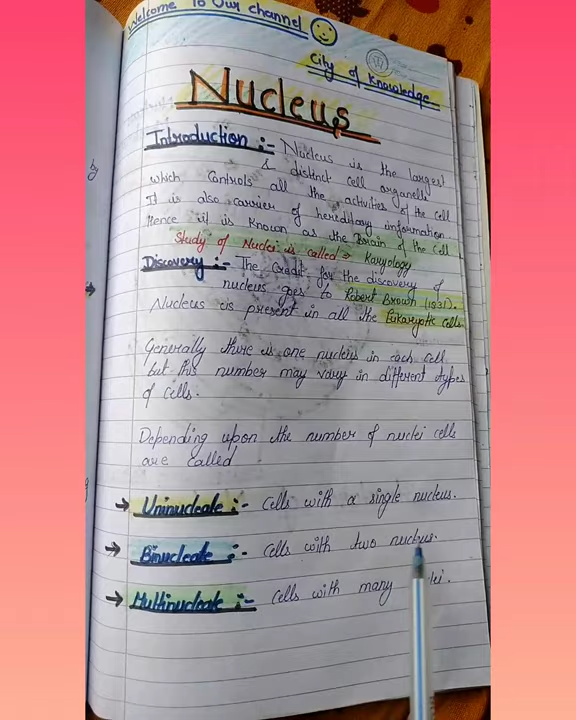 Welcome To Our channel
City of Knowledge
Nucleus
Introduction :- Nucleus is the largest
& distinct cell organelle
which controls all the activities of the cell
It is also carrier of hereditary information
Hence it is known as the Brain of the cell
Study of Nuclei is called → Karyology
Discovery :- The Credit for the discovery of
nucleus goes to Robert Brown (1931).
Nucleus is present in all the Eukaryotic cells
Generally there is one nucleus in each cell
but this number may vary in different types
of cells.
Depending upon the number of nuclei cells
are called
→ Uninucleate :- Cells with a single nucleus.
→ Binucleate :- Cells with two nucleus.
→ Multinucleate :- Cells with many
by